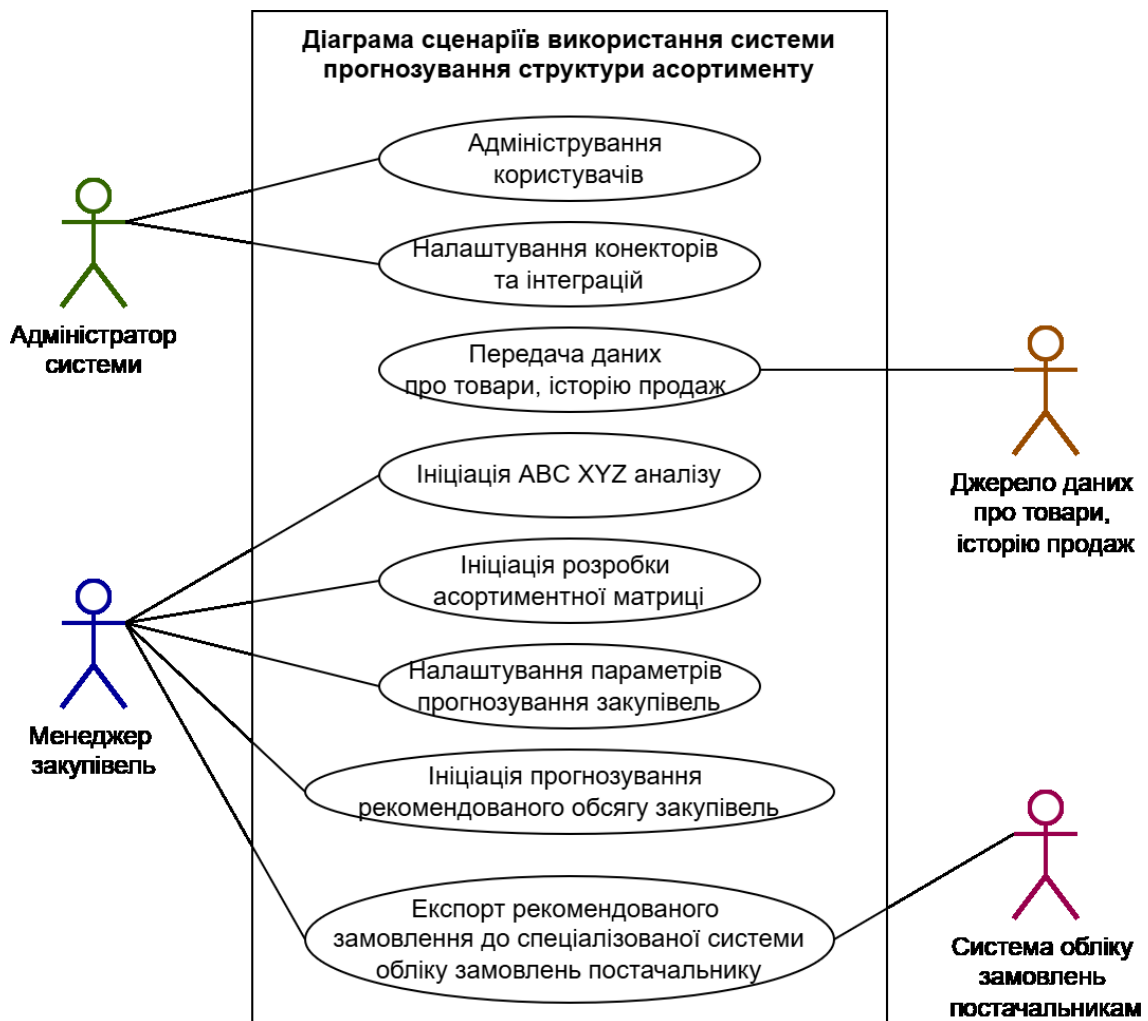 Діаграма сценаріїв використання системи
прогнозування структури асортименту
Адміністрування
користувачів
Налаштування конекторів
та інтеграцій
Адміністратор
системи
Передача даних
про товари, історію продаж
Джерело даних
про товари,
історію продаж
Ініціація ABC XYZ аналізу
Ініціація розробки
асортиментної матриці
Менеджер
закупівель
Налаштування параметрів
прогнозування закупівель
Ініціація прогнозування
рекомендованого обсягу закупівель
Експорт рекомендованого
замовлення до спеціалізованої системи
обліку замовлень постачальнику
Система обліку
замовлень
постачальникам